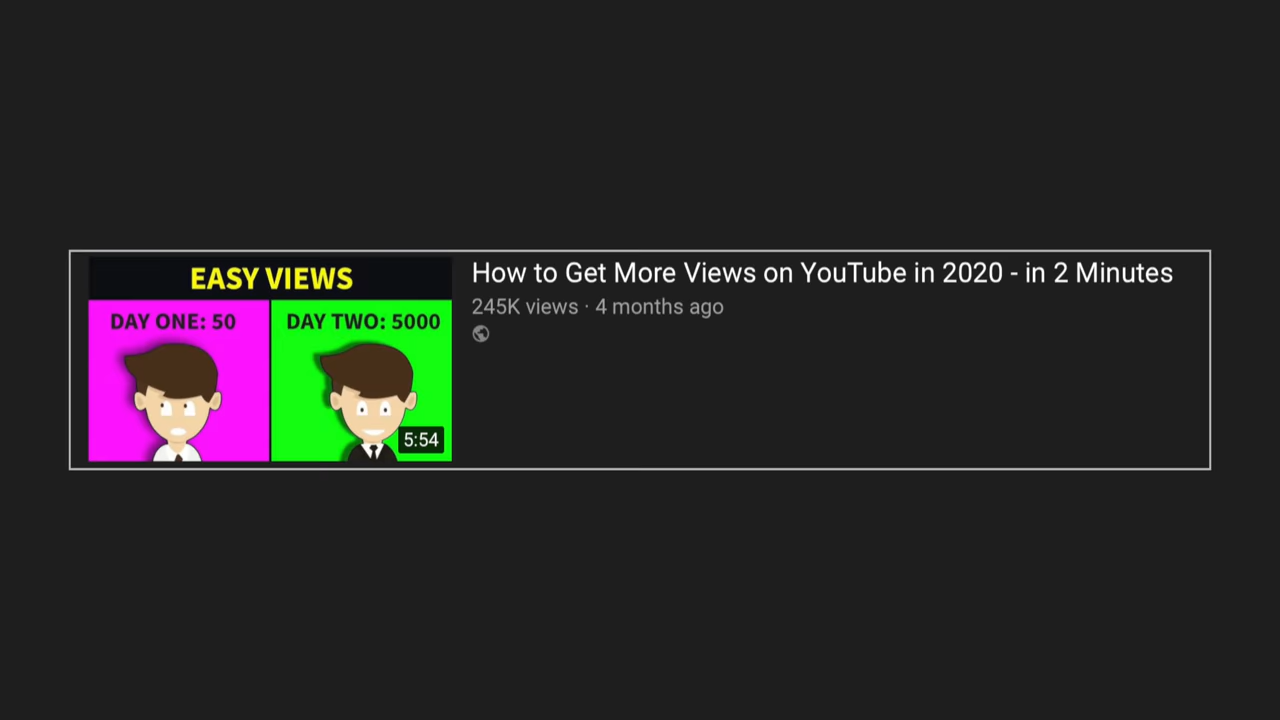 EASY VIEWS
DAY ONE: 50
DAY TWO: 5000
5:54
How to Get More Views on YouTube in 2020 - in 2 Minutes
245K views · 4 months ago